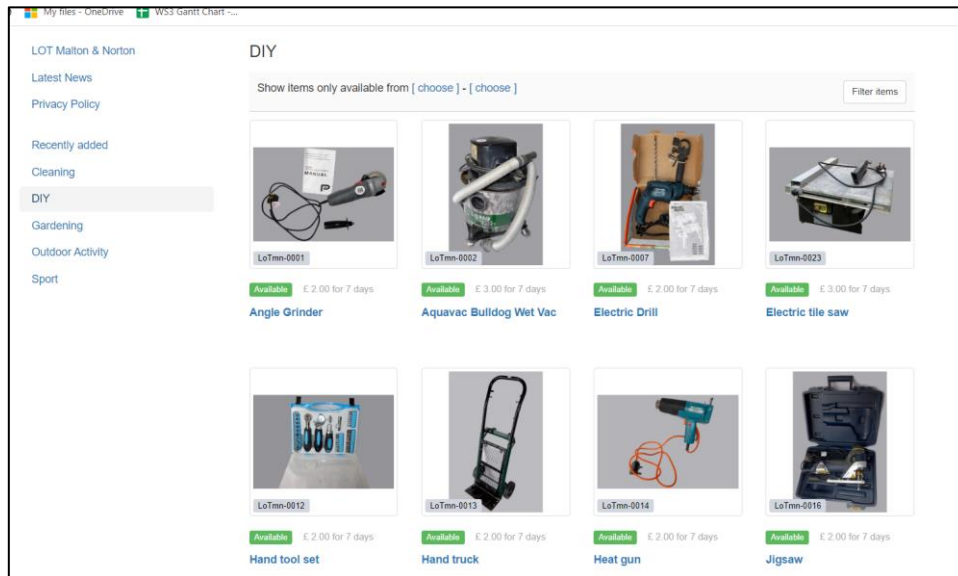 My files - OneDrive WS3 Gantt Chart -...
LOT Malton & Norton
Latest News
Privacy Policy
Recently added
Cleaning
DIY
Gardening
Outdoor Activity
Sport
DIY
Show items only available from [ choose ] - [ choose ]
Filter items
MANUAL
LoTmn-0001
LoTmn-0002
LoTmn-0007
LoTmn-0023
Available £ 2.00 for 7 days
Available £ 3.00 for 7 days
Available £ 2.00 for 7 days
Available £ 3.00 for 7 days
Angle Grinder
Aquavac Bulldog Wet Vac
Electric Drill
Electric tile saw
LoTmn-0012
LoTmn-0013
LoTmn-0014
LoTmn-0016
Available £ 2.00 for 7 days
Available £ 2.00 for 7 days
Available £ 2.00 for 7 days
Available £ 2.00 for 7 days
Hand tool set
Hand truck
Heat gun
Jigsaw